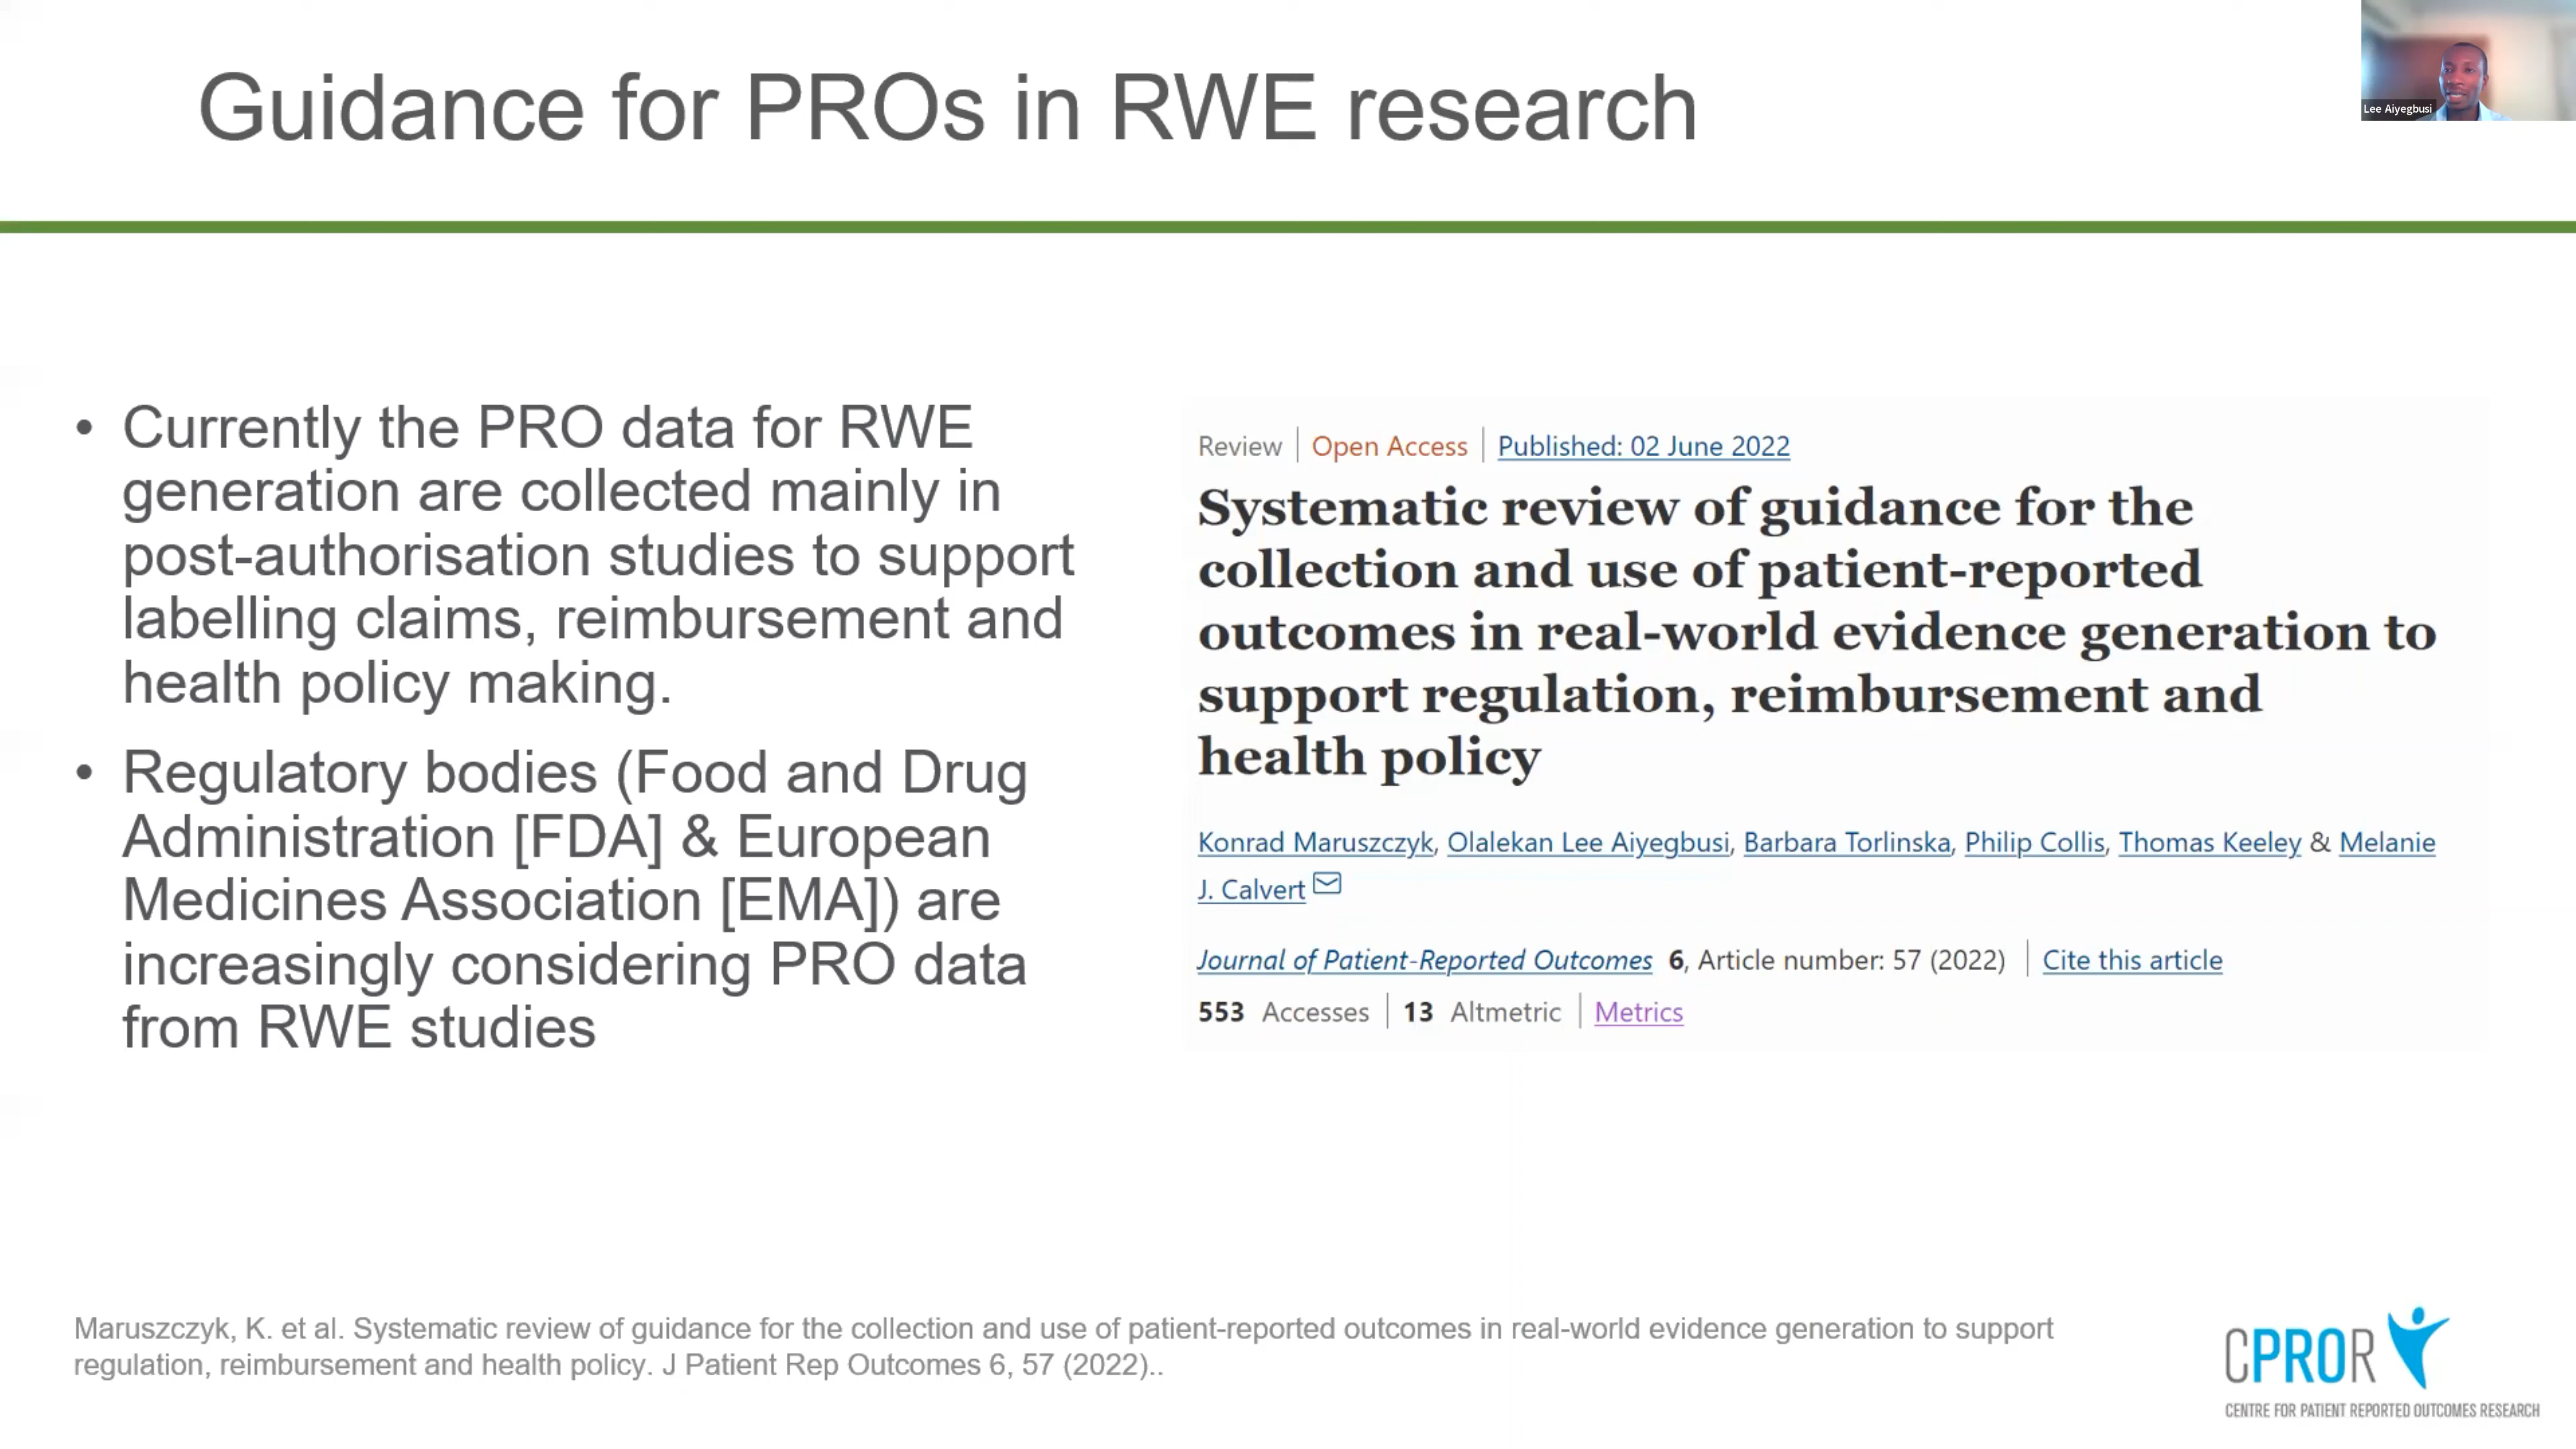 Guidance for PROs in RWE research
Lee Aiyegbusi
• Currently the PRO data for RWE
generation are collected mainly in
post-authorisation studies to support
labelling claims, reimbursement and
health policy making.
• Regulatory bodies (Food and Drug
Administration [FDA] & European
Medicines Association [EMA]) are
increasingly considering PRO data
from RWE studies
Review | Open Access | Published: 02 June 2022
Systematic review of guidance for the
collection and use of patient-reported
outcomes in real-world evidence generation to
support regulation, reimbursement and
health policy
Konrad Maruszczyk, Olalekan Lee Aiyegbusi, Barbara Torlinska, Philip Collis, Thomas Keeley & Melanie
J. Calvert
Journal of Patient-Reported Outcomes 6, Article number: 57 (2022) | Cite this article
553 Accesses | 13 Altmetric | Metrics
Maruszczyk, K. et al. Systematic review of guidance for the collection and use of patient-reported outcomes in real-world evidence generation to support
regulation, reimbursement and health policy. J Patient Rep Outcomes 6, 57 (2022)..
CPROR
CENTRE FOR PATIENT REPORTED OUTCOMES RESEARCH